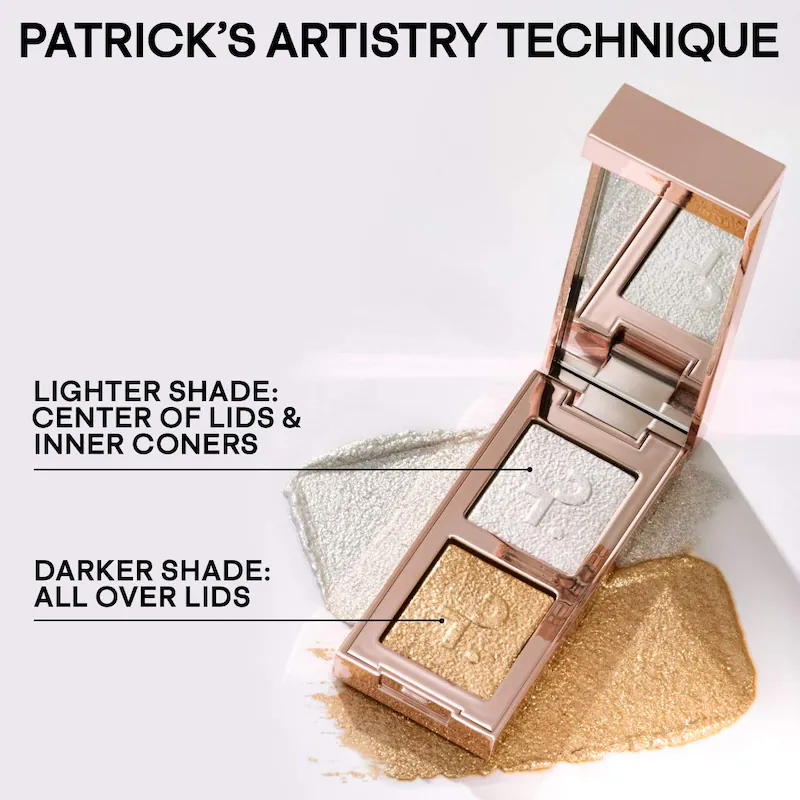 PATRICK'S ARTISTRY TECHNIQUE
LIGHTER SHADE:
CENTER OF LIDS &
INNER CONERS
DARKER SHADE:
ALL OVER LIDS